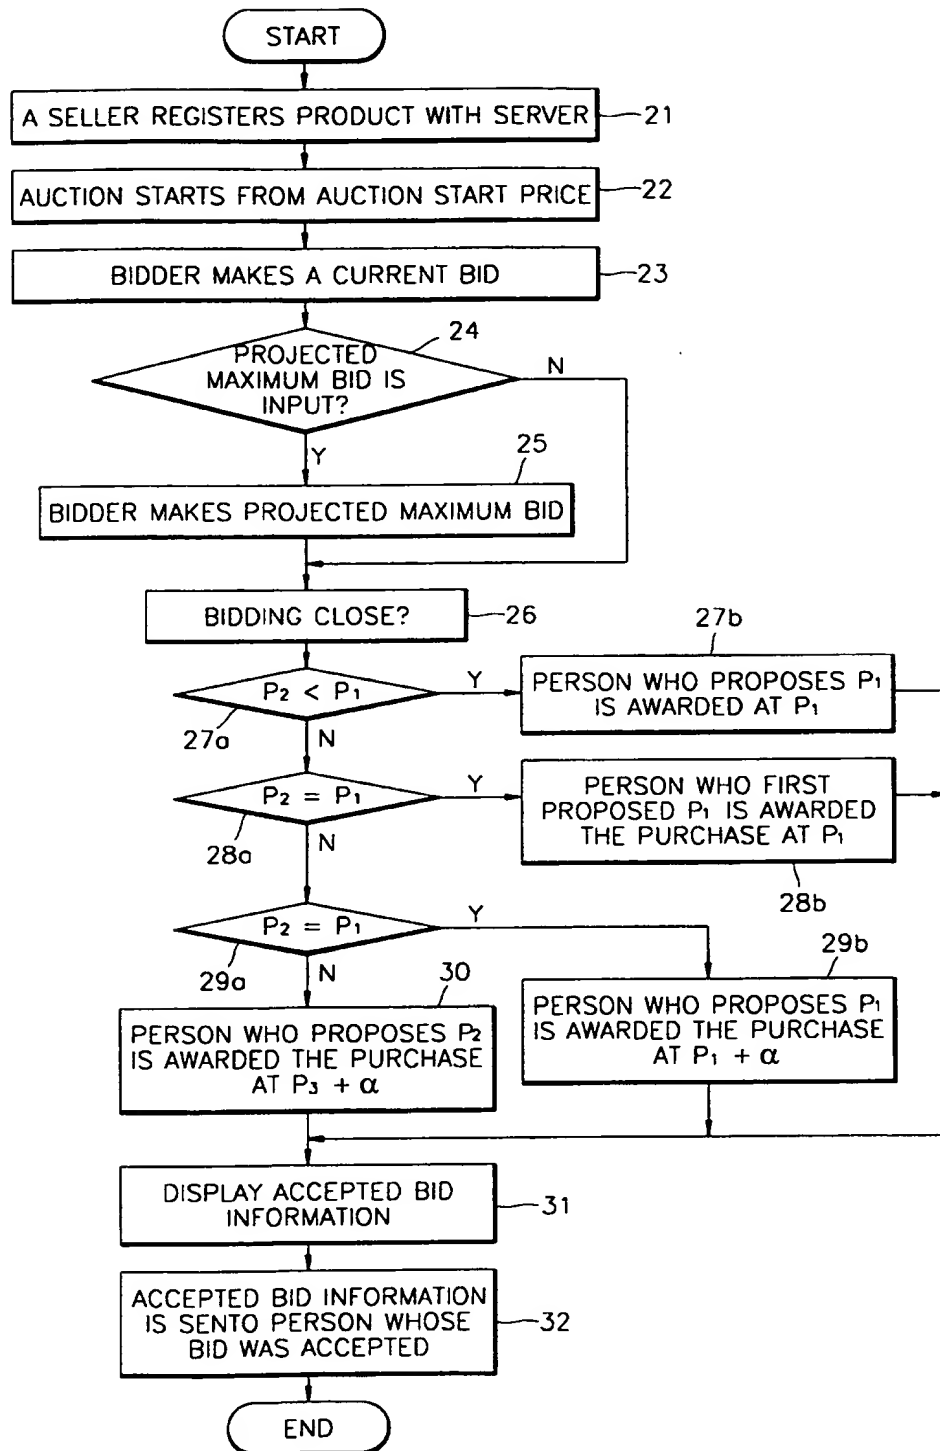 START
A SELLER REGISTERS PRODUCT WITH SERVER
21
AUCTION STARTS FROM AUCTION START PRICE
22
BIDDER MAKES A CURRENT BID
23
24
PROJECTED
MAXIMUM BID IS
INPUT?
N
Y
25
BIDDER MAKES PROJECTED MAXIMUM BID
BIDDING CLOSE?
26
27b
P₂ < P₁
Y
PERSON WHO PROPOSES P₁
IS AWARDED AT P₁
27a
N
P₂ = P₁
Y
PERSON WHO FIRST
PROPOSED P₁ IS AWARDED
THE PURCHASE AT P₁
28a
N
28b
P₂ = P₁
Y
29a
N
30
29b
PERSON WHO PROPOSES P₂
IS AWARDED THE PURCHASE
AT P₃ + α
PERSON WHO PROPOSES P₁
IS AWARDED THE PURCHASE
AT P₁ + α
DISPLAY ACCEPTED BID
INFORMATION
31
ACCEPTED BID INFORMATION
IS SENTO PERSON WHOSE
BID WAS ACCEPTED
32
END